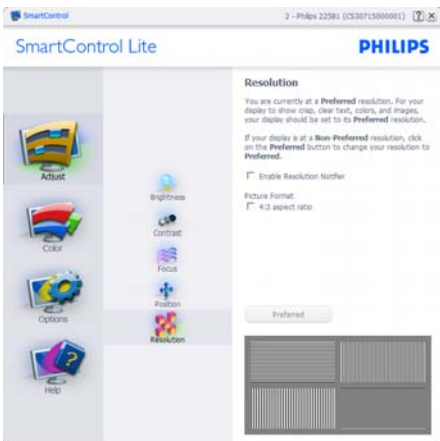 SmartControl
2 - Philips 225B1 (CS30715000001)
SmartControl Lite
PHILIPS
Adjust
Color
Options
Help
Brightness
Contrast
Focus
Position
Resolution
Resolution
You are currently at a Preferred resolution. For your
display to show crisp, clear text, colors, and images,
your display should be set to its Preferred resolution.
If your display is at a Non-Preferred resolution, click
on the Preferred button to change your resolution to
Preferred.
Enable Resolution Notifier
Picture Format
4:3 aspect ratio
Preferred